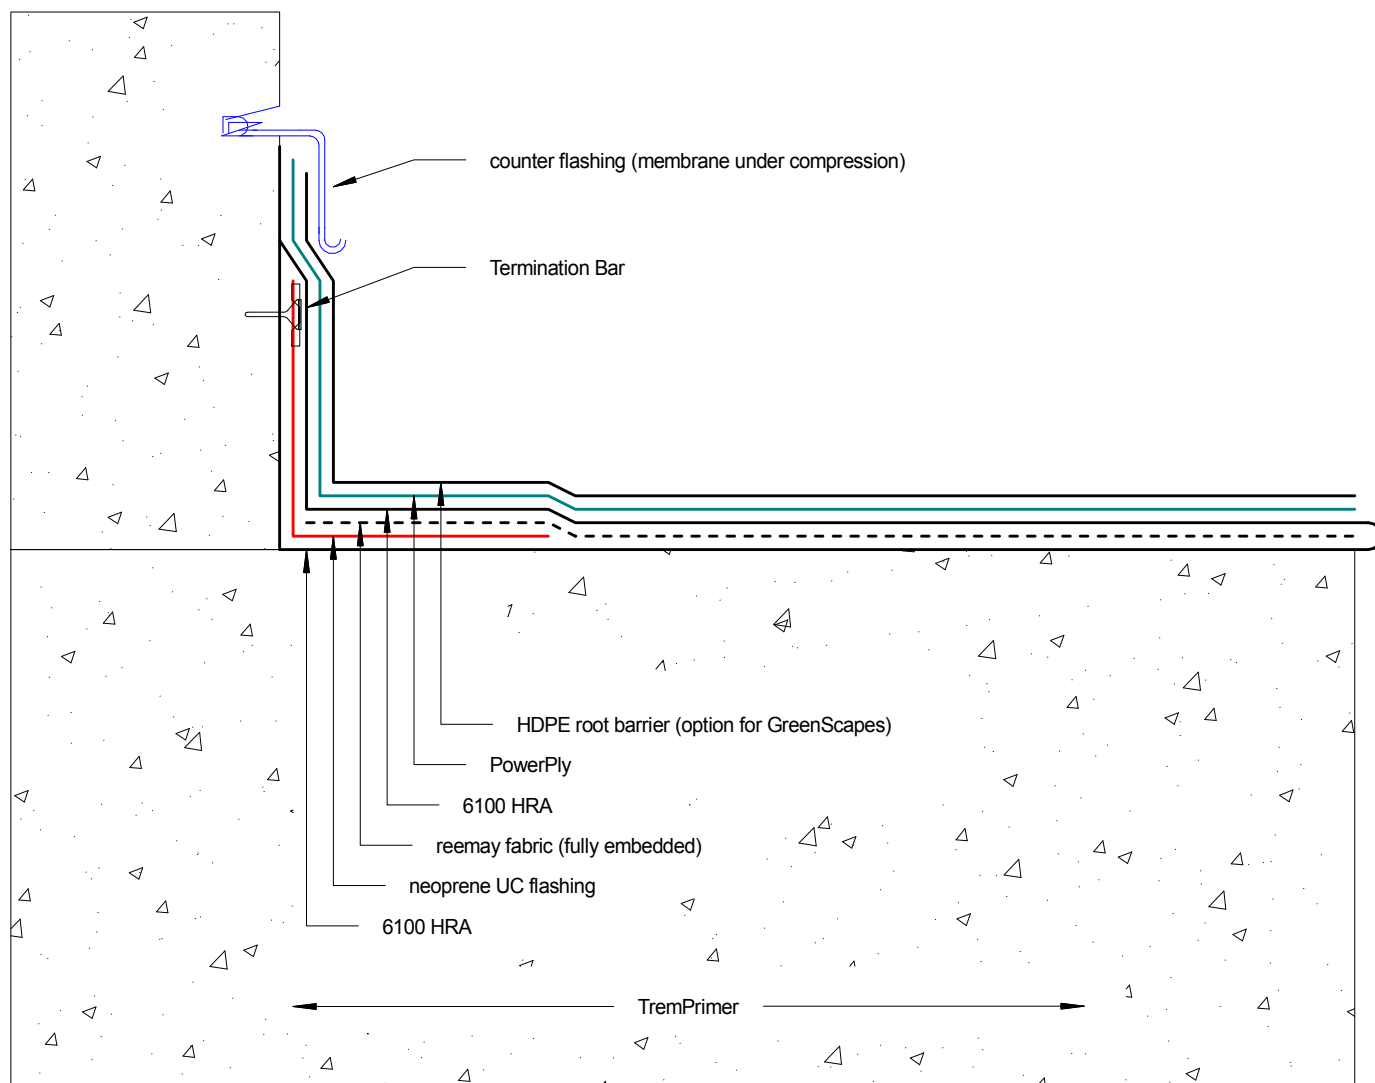 counter flashing (membrane under compression)
Termination Bar
HDPE root barrier (option for GreenScapes)
PowerPly
6100 HRA
reemay fabric (fully embedded)
neoprene UC flashing
6100 HRA
TremPrimer